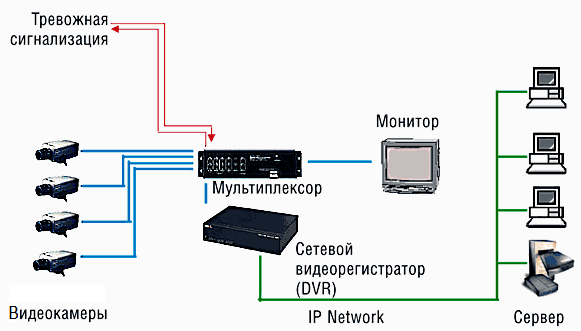 Тревожная
сигнализация
Монитор
Мультиплексор
Сетевой
видеорегистратор
(DVR)
Видеокамеры
IP Network
Сервер